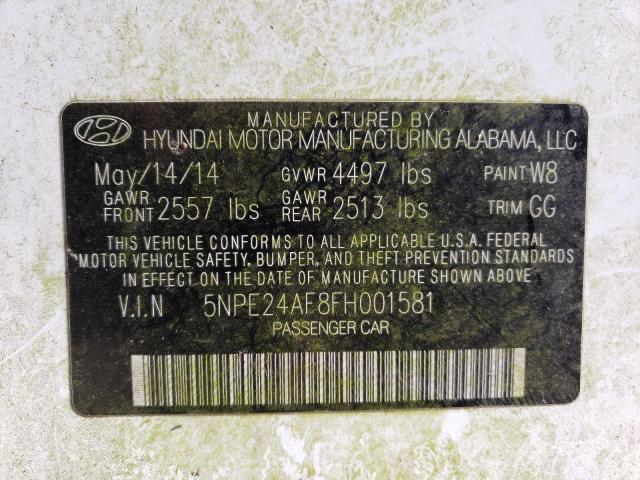 MANUFACTURED BY
HYUNDAI MOTOR MANUFACTURING ALABAMA, LLC
May/14/14 GVWR 4497 lbs PAINT W8
GAWR FRONT 2557 lbs GAWR REAR 2513 lbs TRIM GG
THIS VEHICLE CONFORMS TO ALL APPLICABLE U.S.A. FEDERAL
MOTOR VEHICLE SAFETY, BUMPER, AND THEFT PREVENTION STANDARDS
IN EFFECT ON THE DATE OF MANUFACTURE SHOWN ABOVE
V.I.N 5NPE24AF8FH001581
PASSENGER CAR